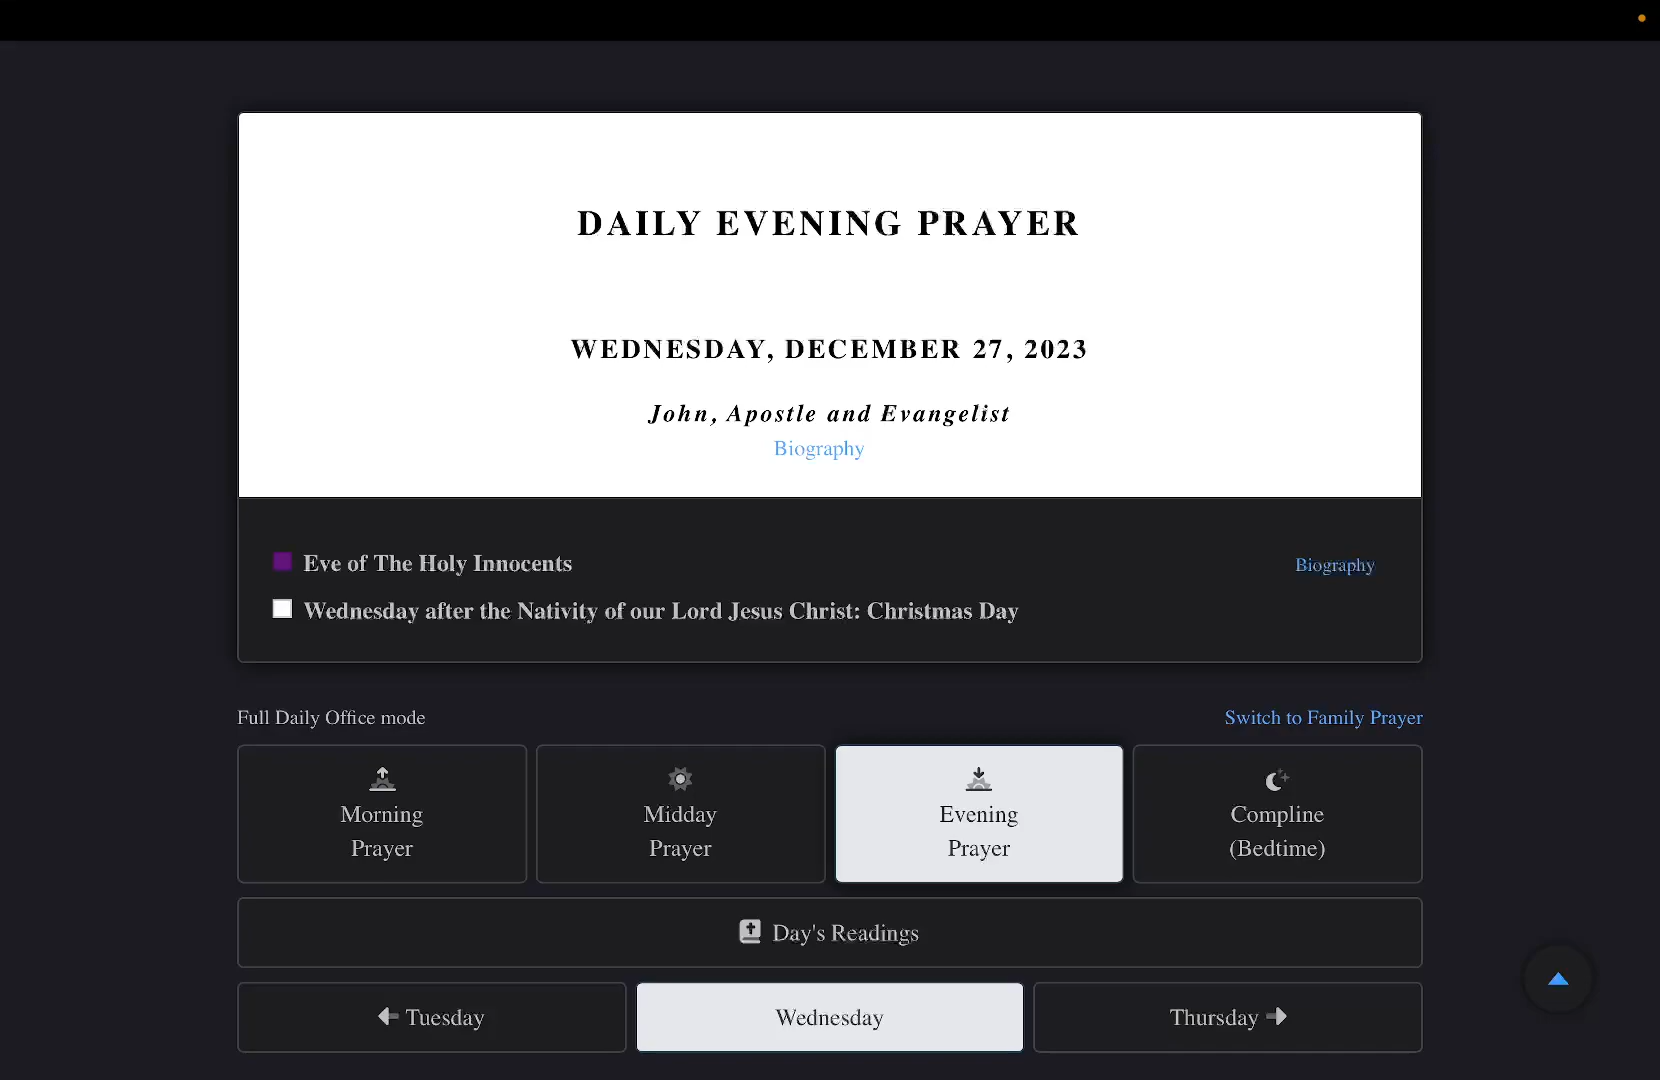 DAILY EVENING PRAYER
WEDNESDAY, DECEMBER 27, 2023
John, Apostle and Evangelist
Biography
Eve of The Holy Innocents
Biography
Wednesday after the Nativity of our Lord Jesus Christ: Christmas Day
Full Daily Office mode
Switch to Family Prayer
Morning
Prayer
Midday
Prayer
Evening
Prayer
Compline
(Bedtime)
Day's Readings
Tuesday
Wednesday
Thursday